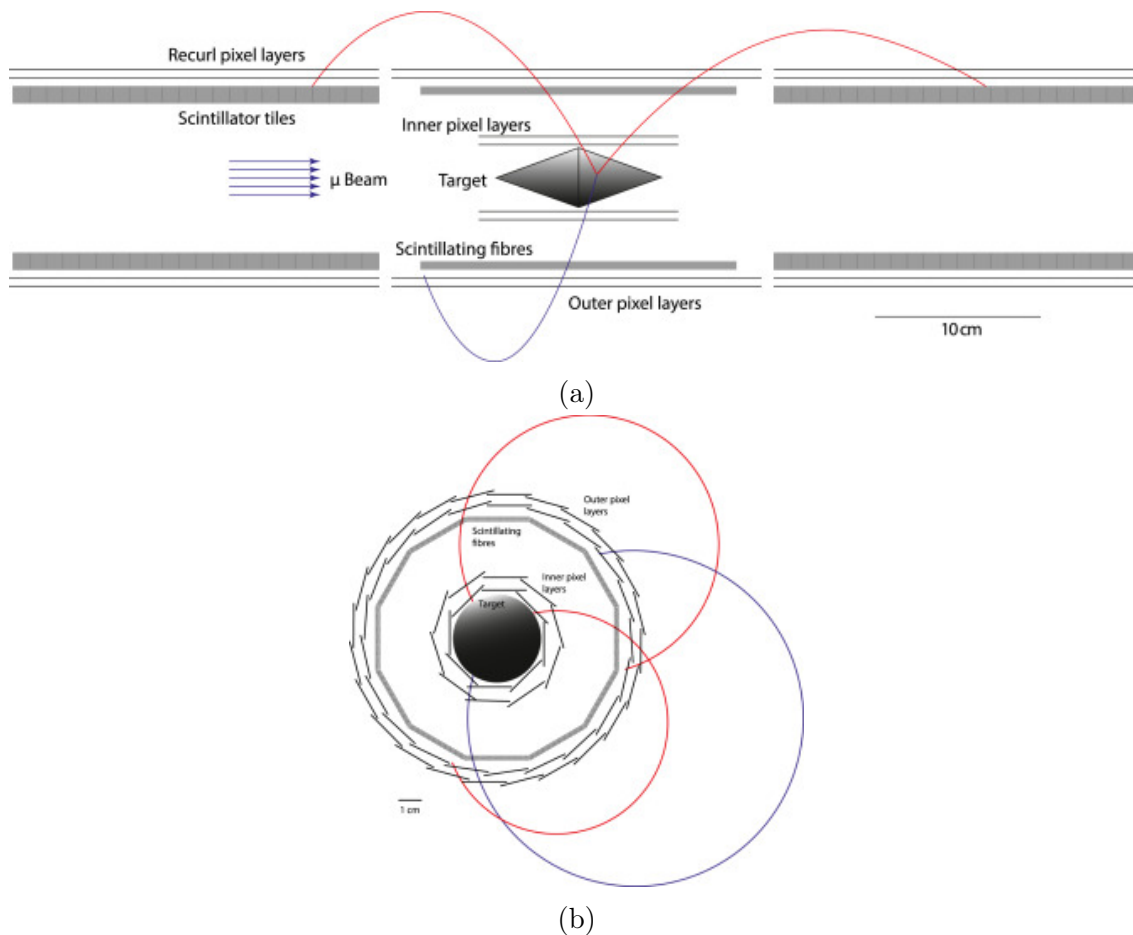 Recurl pixel layers
Scintillator tiles
Inner pixel layers
μ Beam
Target
Scintillating fibres
Outer pixel layers
10 cm
(a)
Outer pixel
layers
Scintillating
fibres
Inner pixel
layers
Target
1 cm
(b)